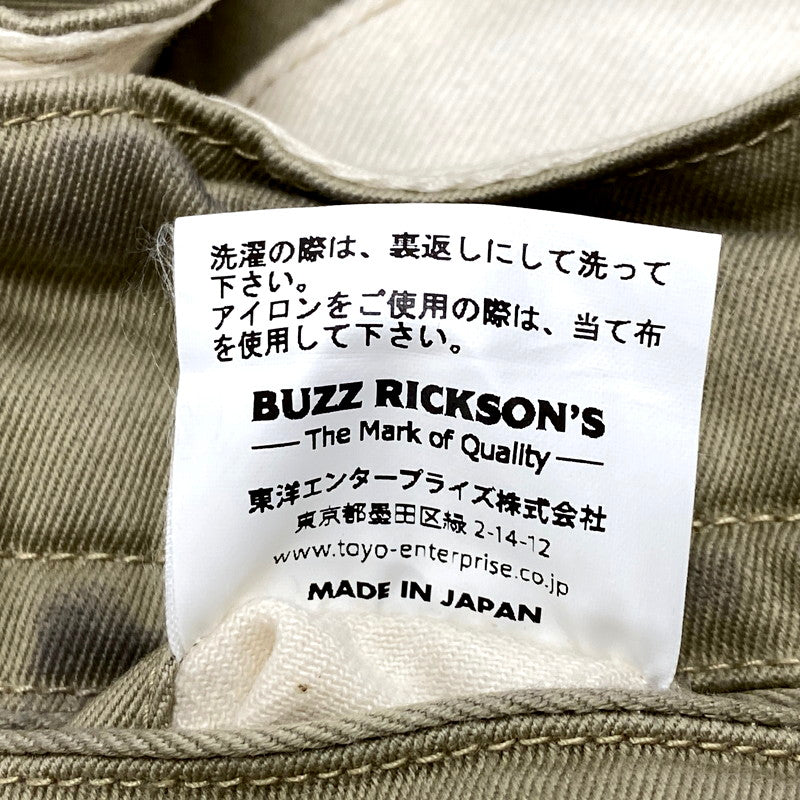 洗濯の際は、裏返しにして洗って
下さい。
アイロンをご使用の際は、当て布
を使用して下さい。
BUZZ RICKSON'S
The Mark of Quality
東洋エンタープライズ株式会社
東京都墨田区緑 2-14-12
www.toyo-enterprise.co.jp
MADE IN JAPAN